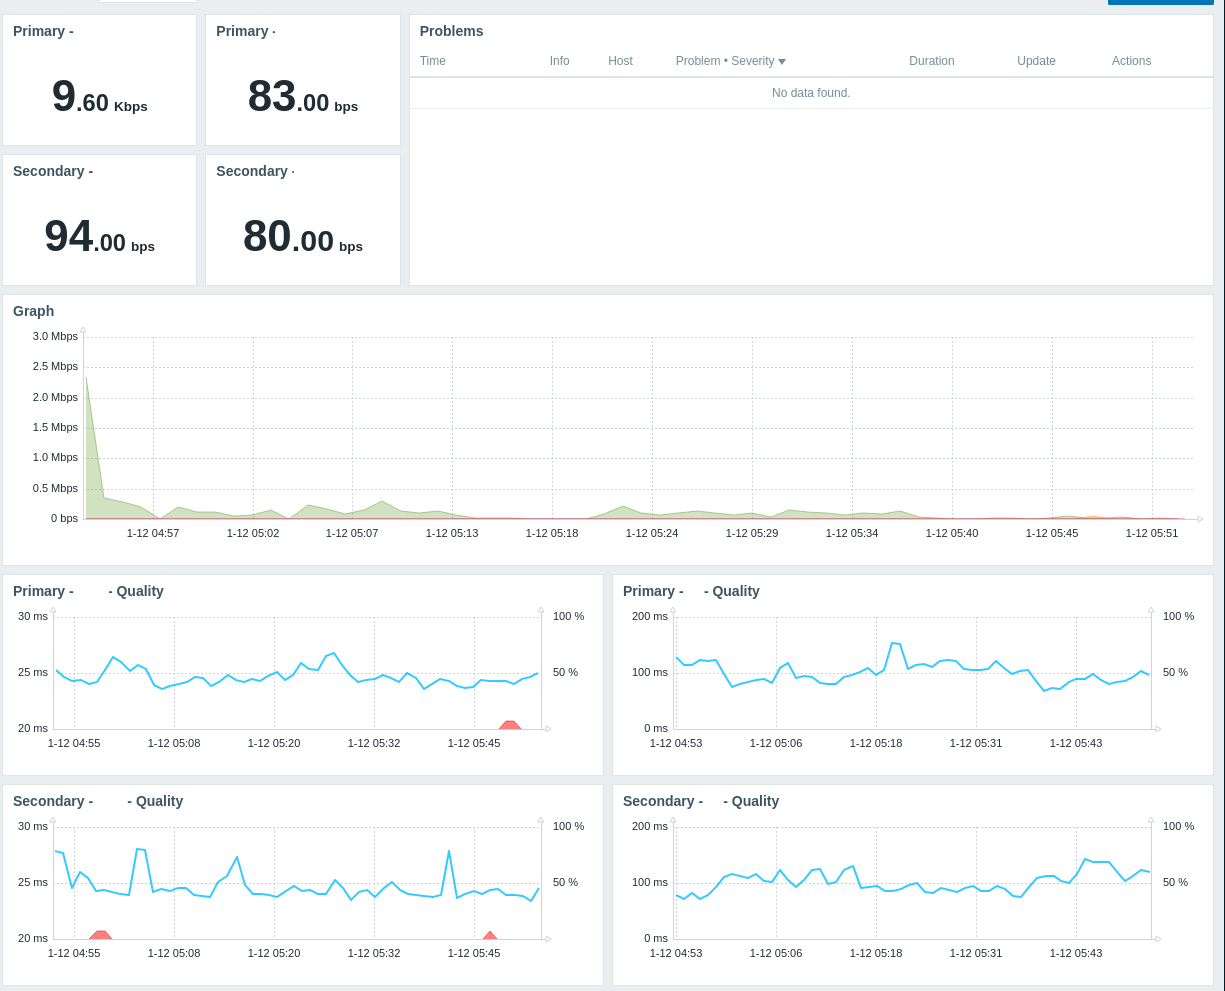 Primary -
9.60 Kbps
Primary -
83.00 bps
Problems
Time Info Host Problem • Severity ▼ Duration Update Actions
No data found.
Secondary -
94.00 bps
Secondary -
80.00 bps
Graph
3.0 Mbps
2.5 Mbps
2.0 Mbps
1.5 Mbps
1.0 Mbps
0.5 Mbps
0 bps
1-12 04:57 1-12 05:02 1-12 05:07 1-12 05:13 1-12 05:18 1-12 05:24 1-12 05:29 1-12 05:34 1-12 05:40 1-12 05:45 1-12 05:51
Primary - - Quality
30 ms 100 %
25 ms 50 %
20 ms
1-12 04:55 1-12 05:08 1-12 05:20 1-12 05:32 1-12 05:45
Primary - - Quality
200 ms 100 %
100 ms 50 %
0 ms
1-12 04:53 1-12 05:06 1-12 05:18 1-12 05:31 1-12 05:43
Secondary - - Quality
30 ms 100 %
25 ms 50 %
20 ms
1-12 04:55 1-12 05:08 1-12 05:20 1-12 05:32 1-12 05:45
Secondary - - Quality
200 ms 100 %
100 ms 50 %
0 ms
1-12 04:53 1-12 05:06 1-12 05:18 1-12 05:31 1-12 05:43